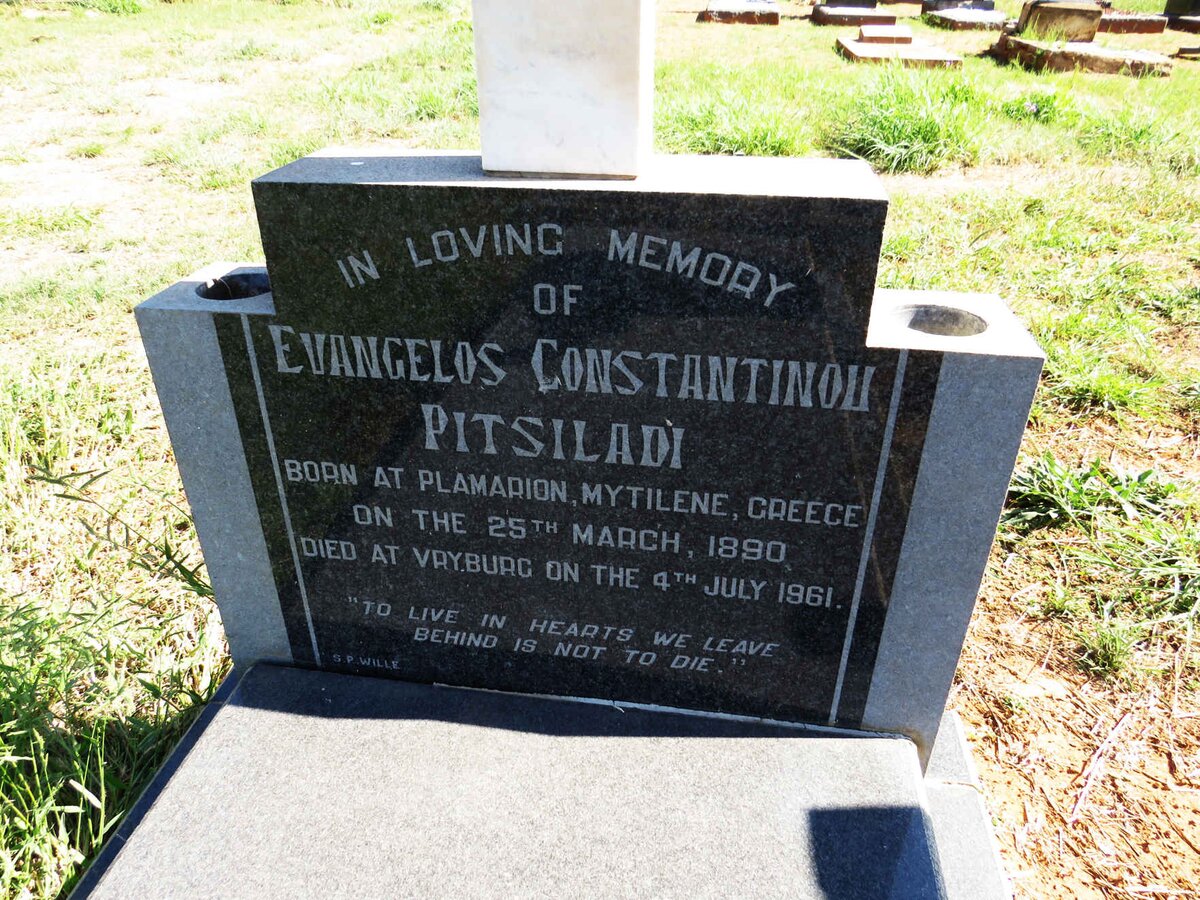 IN LOVING MEMORY
OF
EVANGELOS CONSTANTINOU
PITSILADI
BORN AT PLAMARION, MYTILENE, GREECE
ON THE 25TH MARCH, 1890
DIED AT VRYBURG ON THE 4TH JULY 1961.
"TO LIVE IN HEARTS WE LEAVE
BEHIND IS NOT TO DIE."
S.P. WILLE